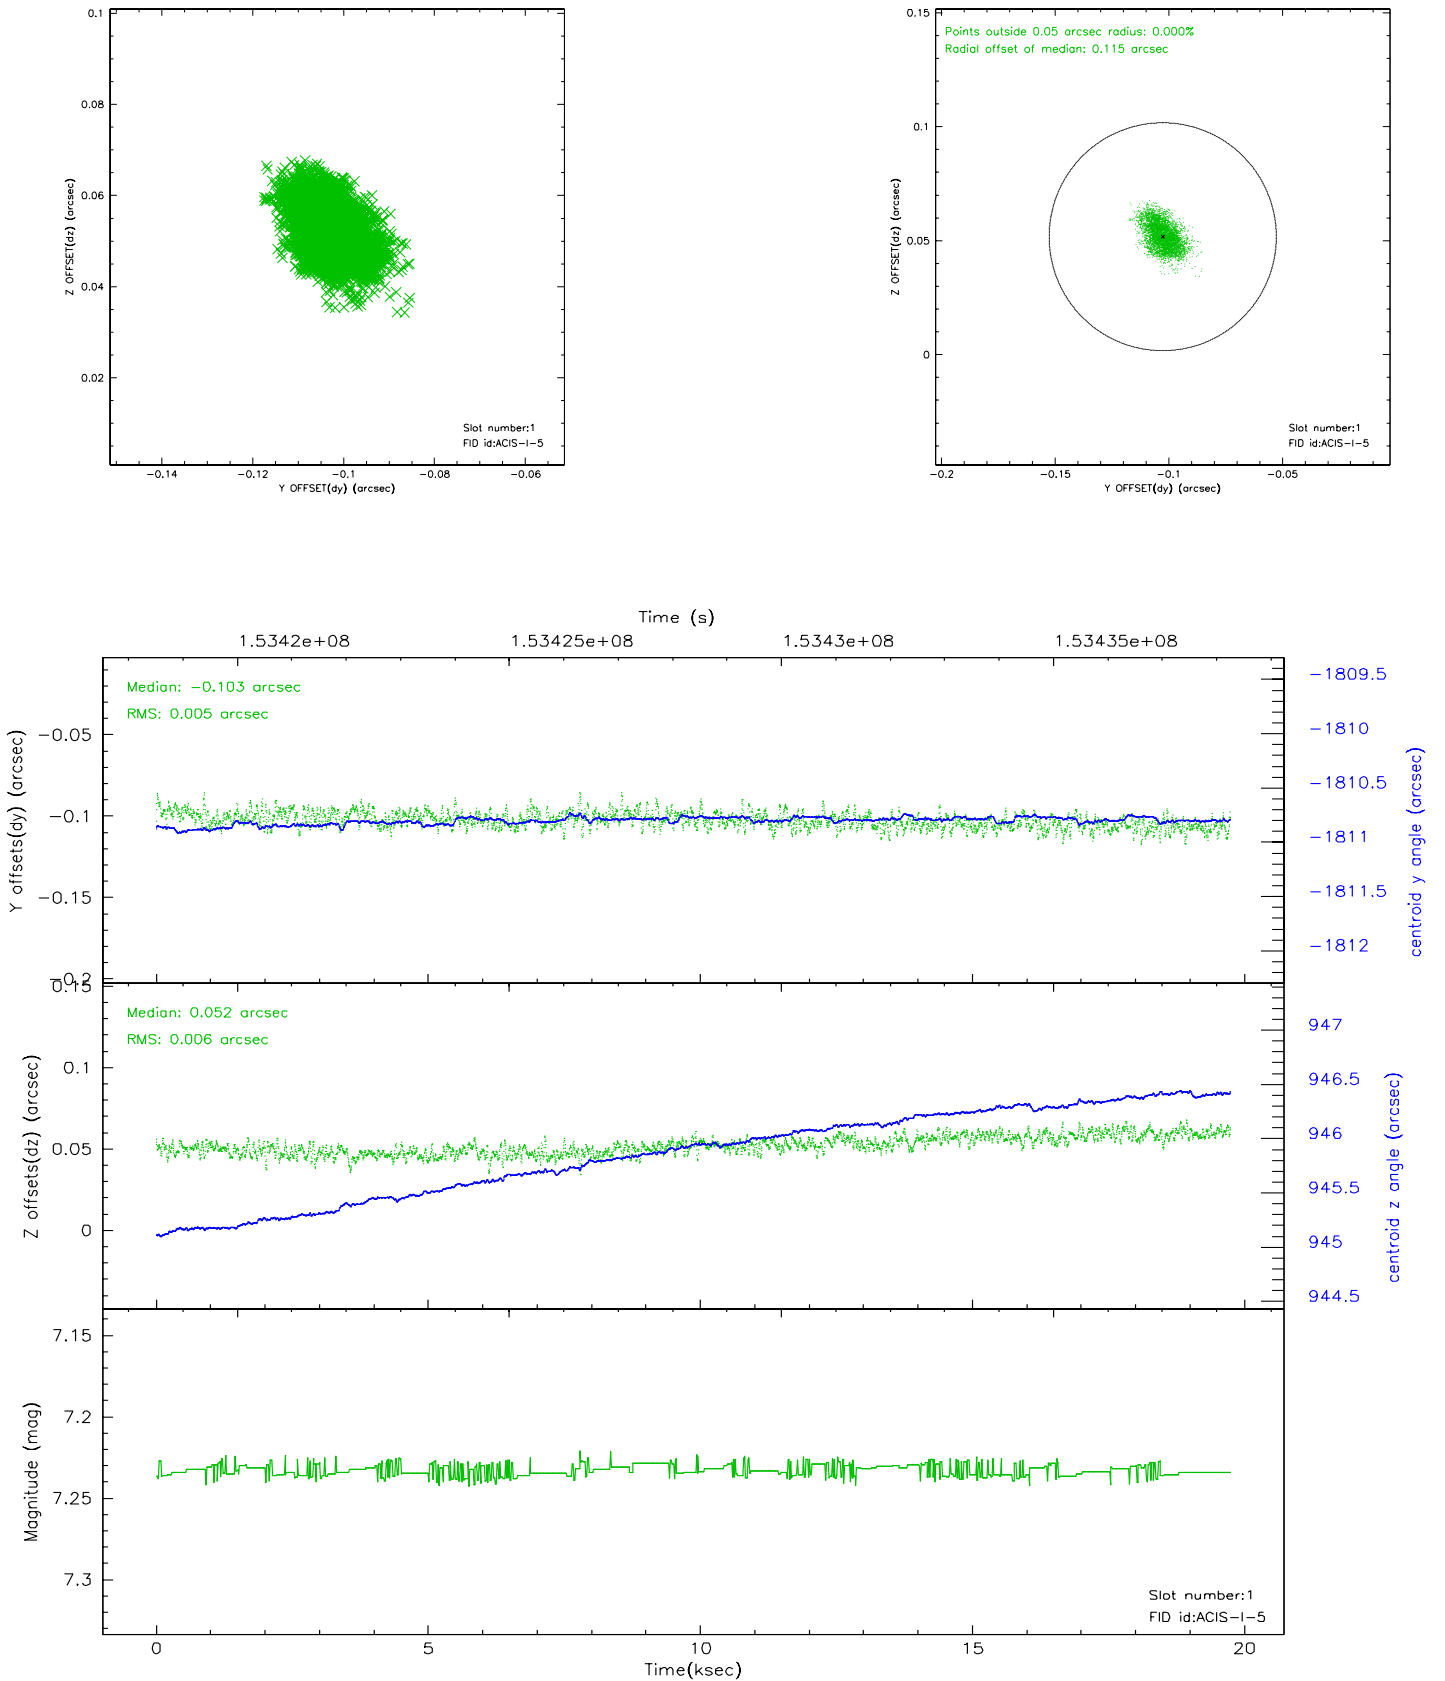 0.1
0.08
0.06
0.04
0.02
Z OFFSET(dz) (arcsec)
Slot number:1
FID id:ACIS-I-5
-0.14 -0.12 -0.1 -0.08 -0.06
Y OFFSET(dy) (arcsec)
0.15
0.1
0.05
0
Z OFFSET(dz) (arcsec)
Points outside 0.05 arcsec radius: 0.000%
Radial offset of median: 0.115 arcsec
Slot number:1
FID id:ACIS-I-5
-0.2 -0.15 -0.1 -0.05
Y OFFSET(dy) (arcsec)
Time (s)
1.5342e+08 1.53425e+08 1.5343e+08 1.53435e+08
Median: -0.103 arcsec
RMS: 0.005 arcsec
-0.05
-0.1
-0.15
-0.2
Y offsets(dy) (arcsec)
-1809.5
-1810
-1810.5
-1811
-1811.5
-1812
centroid y angle (arcsec)
Median: 0.052 arcsec
RMS: 0.006 arcsec
0.15
0.1
0.05
0
Z offsets(dz) (arcsec)
947
946.5
946
945.5
945
944.5
centroid z angle (arcsec)
7.15
7.2
7.25
7.3
Magnitude (mag)
Slot number:1
FID id:ACIS-I-5
0 5 10 15 20
Time(ksec)